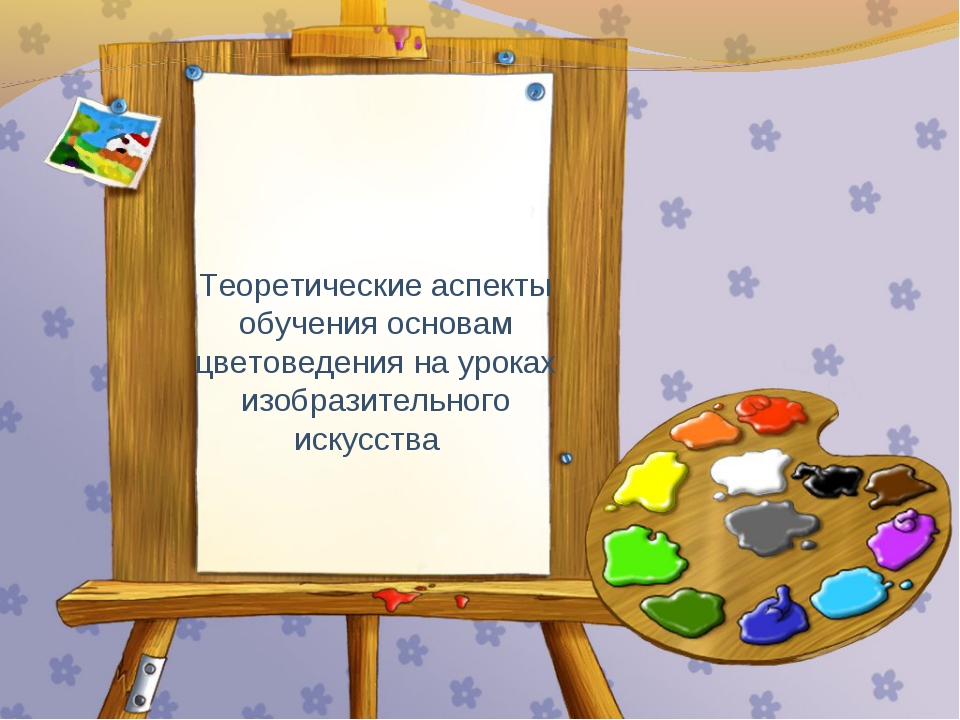 Теоретические аспекты
обучения основам
цветоведения на уроках
изобразительного
искусства